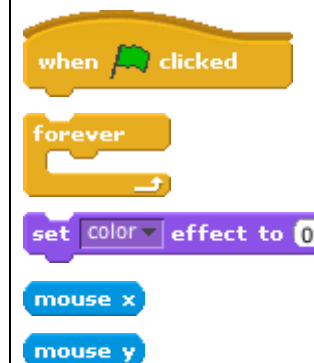 when clicked
forever
set color effect to 0
mouse x
mouse y